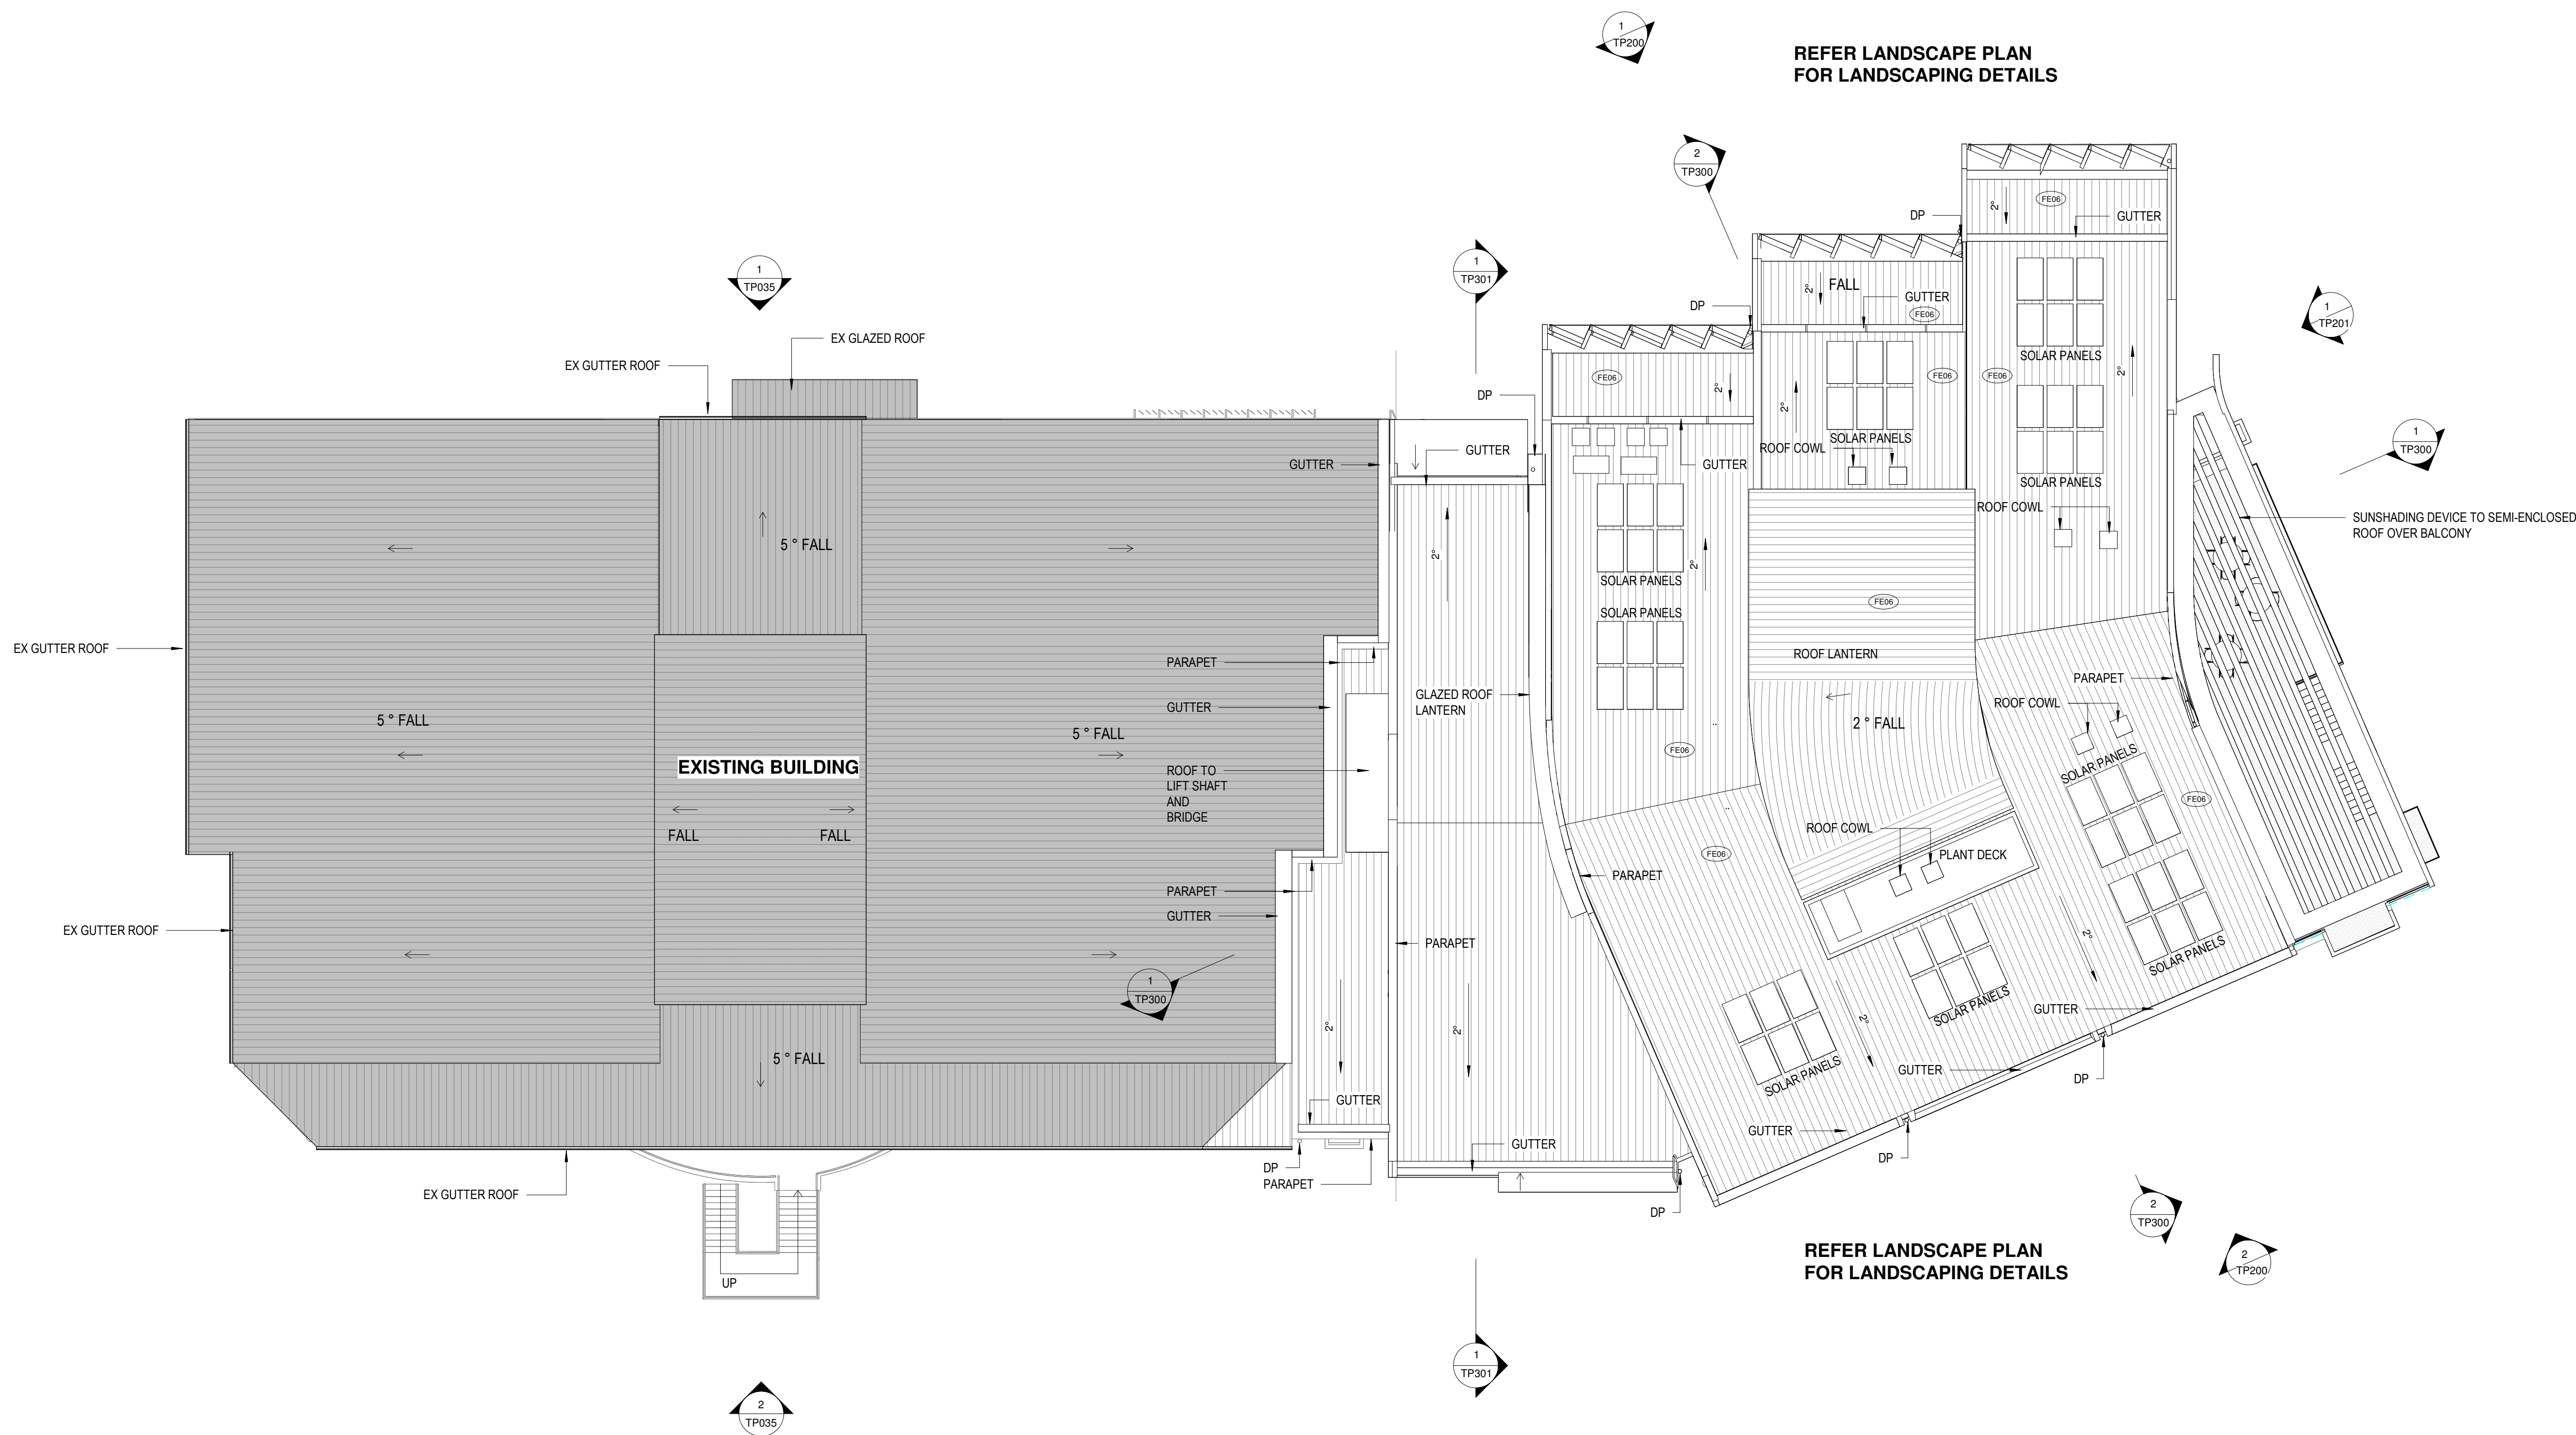 1
TP200
REFER LANDSCAPE PLAN
FOR LANDSCAPING DETAILS
2
TP300
FE06
2°
DP
GUTTER
1
TP301
1
TP035
2°
FALL
GUTTER
FE06
DP
1
TP201
EX GLAZED ROOF
EX GUTTER ROOF
SOLAR PANELS
FE06
2°
FE06
FE06
2°
DP
2°
SOLAR PANELS
ROOF COWL
1
TP300
GUTTER
GUTTER
GUTTER
SOLAR PANELS
ROOF COWL
SUNSHADING DEVICE TO SEMI-ENCLOSED
ROOF OVER BALCONY
5 ° FALL
2°
2°
SOLAR PANELS
SOLAR PANELS
FE06
EX GUTTER ROOF
PARAPET
ROOF LANTERN
PARAPET
GLAZED ROOF
LANTERN
GUTTER
ROOF COWL
5 ° FALL
5 ° FALL
2 ° FALL
FE06
SOLAR PANELS
EXISTING BUILDING
ROOF TO
LIFT SHAFT
AND
BRIDGE
FE06
FALL
FALL
ROOF COWL
PLANT DECK
FE06
PARAPET
PARAPET
GUTTER
EX GUTTER ROOF
PARAPET
2°
SOLAR PANELS
1
TP300
SOLAR PANELS
GUTTER
2°
2°
2°
5 ° FALL
SOLAR PANELS
GUTTER
DP
GUTTER
GUTTER
GUTTER
DP
DP
PARAPET
EX GUTTER ROOF
DP
2
TP300
REFER LANDSCAPE PLAN
FOR LANDSCAPING DETAILS
2
TP200
UP
1
TP301
2
TP035